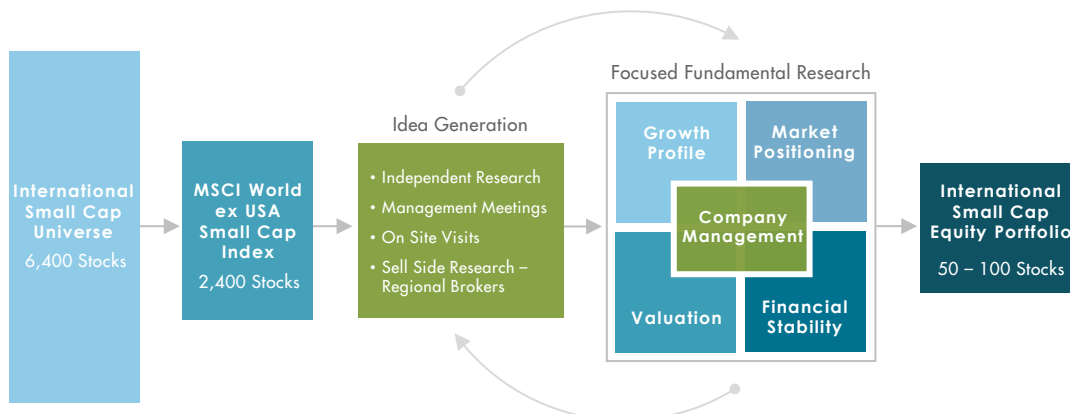 International
Small Cap
Universe
6,400 Stocks
MSCI World
ex USA
Small Cap
Index
2,400 Stocks
Idea Generation
• Independent Research
• Management Meetings
• On Site Visits
• Sell Side Research –
Regional Brokers
Focused Fundamental Research
Growth
Profile
Market
Positioning
Company
Management
Valuation
Financial
Stability
International
Small Cap
Equity Portfolio
50 – 100 Stocks